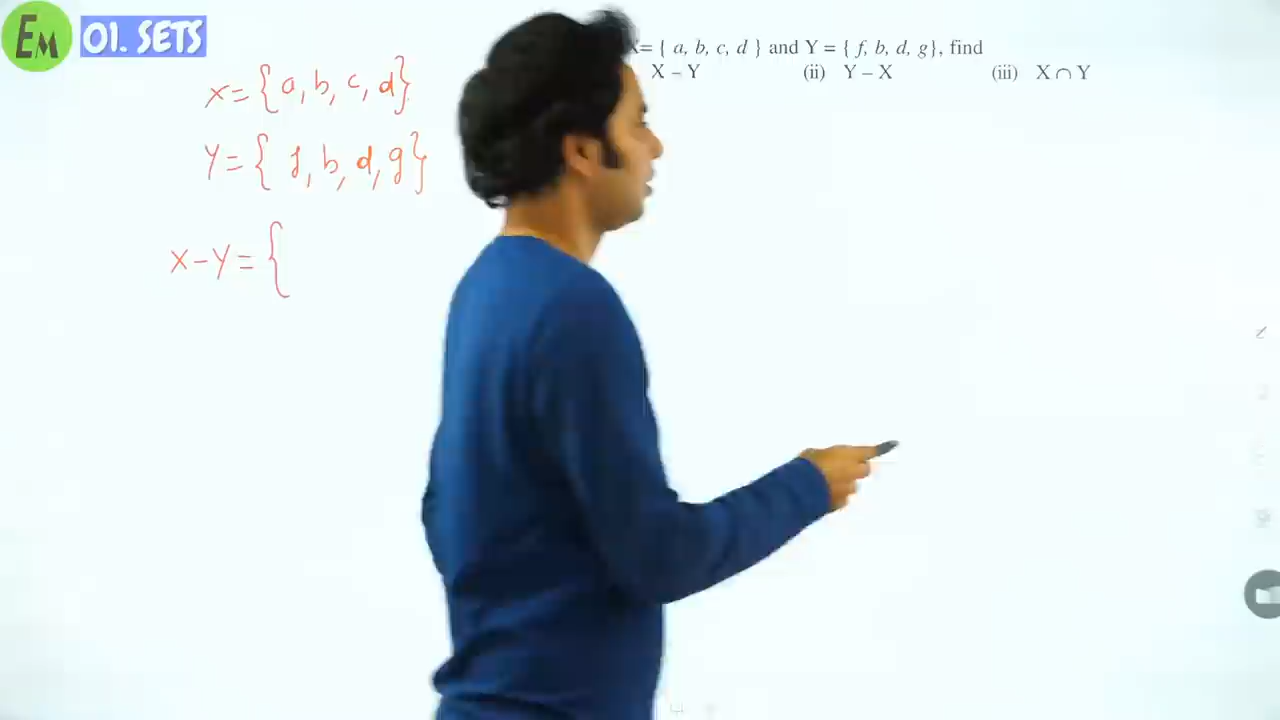 Em 01. SETS
X= { a, b, c, d } and Y = { f, b, d, g}, find
X – Y (ii) Y – X (iii) X ∩ Y
X={a, b, c, d}
Y={ f, b, d, g}
X-Y={